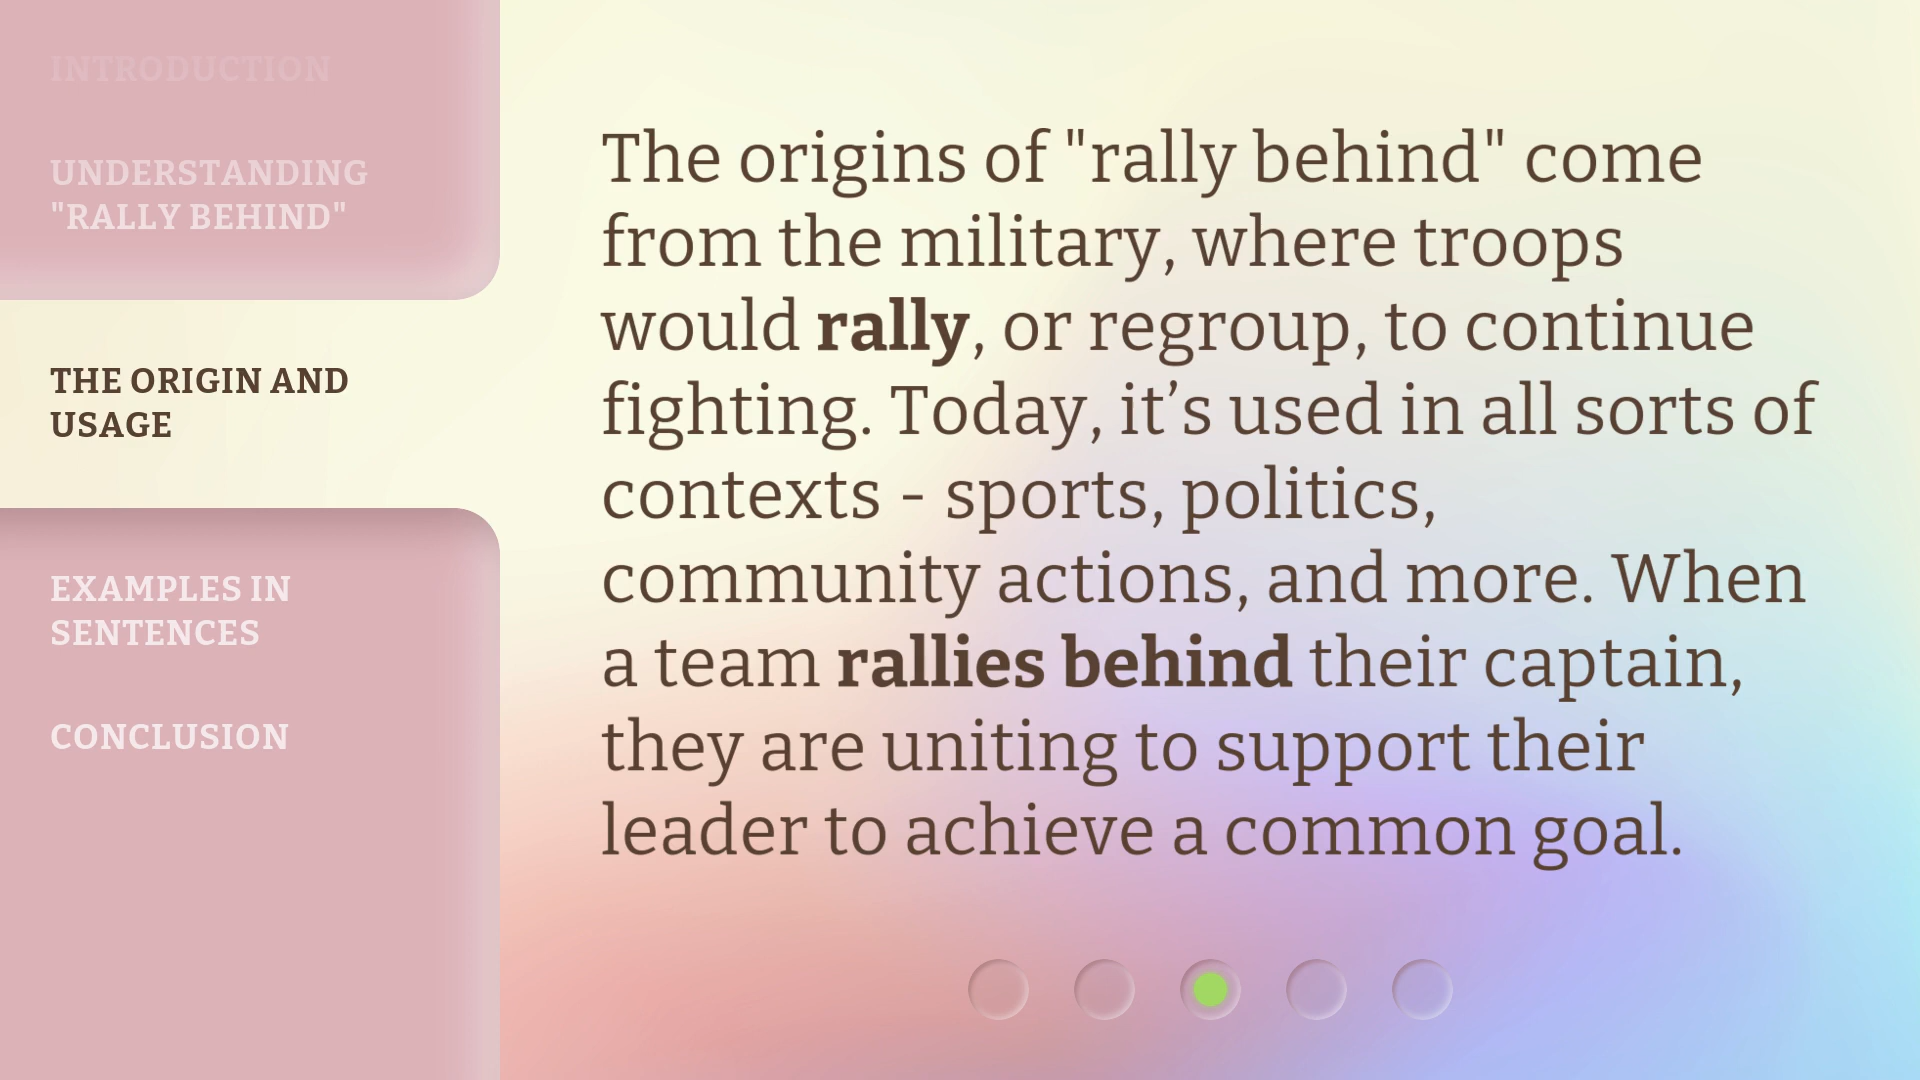 INTRODUCTION
UNDERSTANDING
"RALLY BEHIND"
THE ORIGIN AND
USAGE
EXAMPLES IN
SENTENCES
CONCLUSION
The origins of "rally behind" come
from the military, where troops
would rally, or regroup, to continue
fighting. Today, it’s used in all sorts of
contexts - sports, politics,
community actions, and more. When
a team rallies behind their captain,
they are uniting to support their
leader to achieve a common goal.